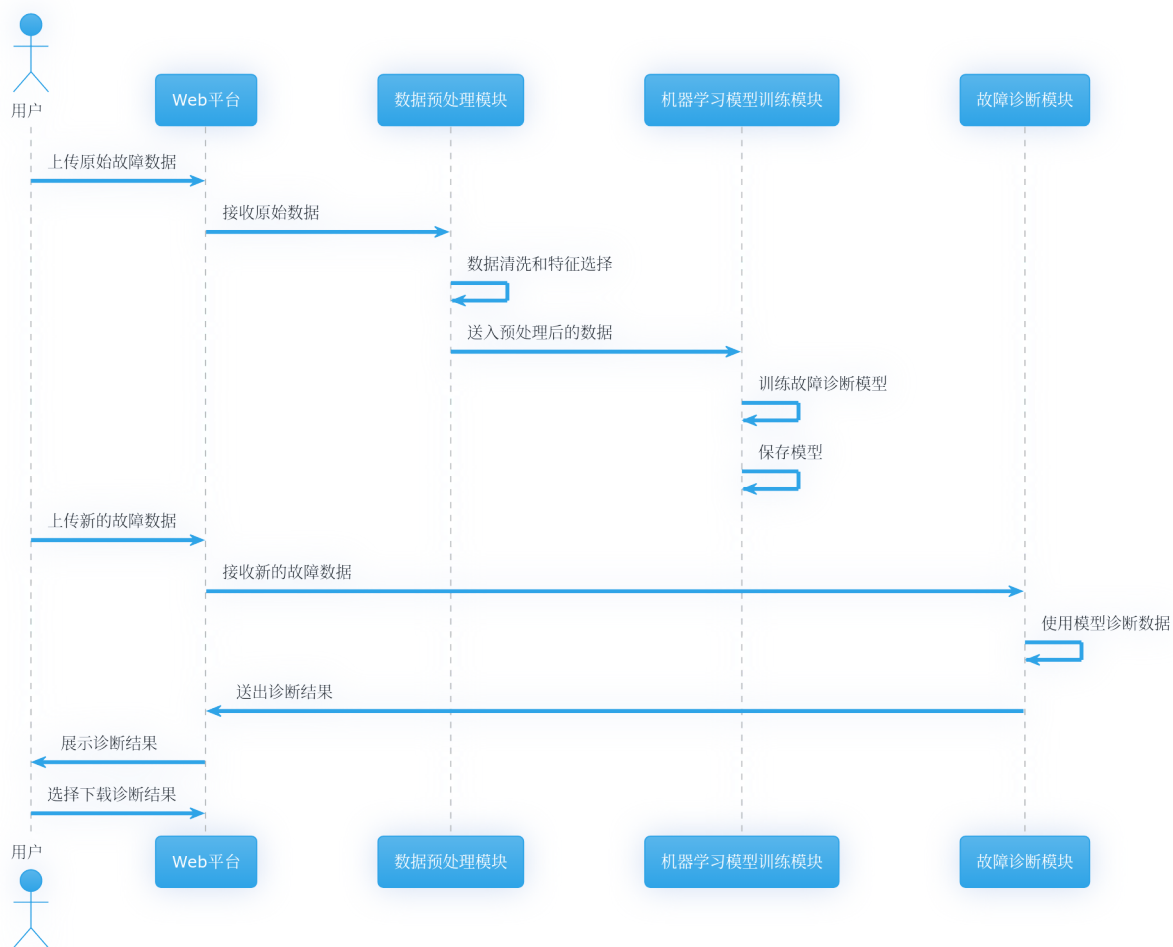 用户
Web平台
数据预处理模块
机器学习模型训练模块
故障诊断模块
上传原始故障数据
接收原始数据
数据清洗和特征选择
送入预处理后的数据
训练故障诊断模型
保存模型
上传新的故障数据
接收新的故障数据
使用模型诊断数据
送出诊断结果
展示诊断结果
选择下载诊断结果
用户
Web平台
数据预处理模块
机器学习模型训练模块
故障诊断模块